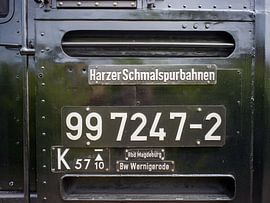 Harzer Schmalspurbahnen
99 7247-2
K 57 10
Rbd Magdeburg
Bw Wernigerode